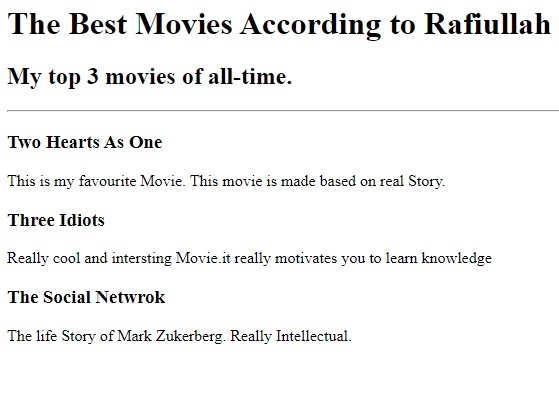 The Best Movies According to Rafiullah
My top 3 movies of all-time.
Two Hearts As One
This is my favourite Movie. This movie is made based on real Story.
Three Idiots
Really cool and intersting Movie.it really motivates you to learn knowledge
The Social Netwrok
The life Story of Mark Zukerberg. Really Intellectual.